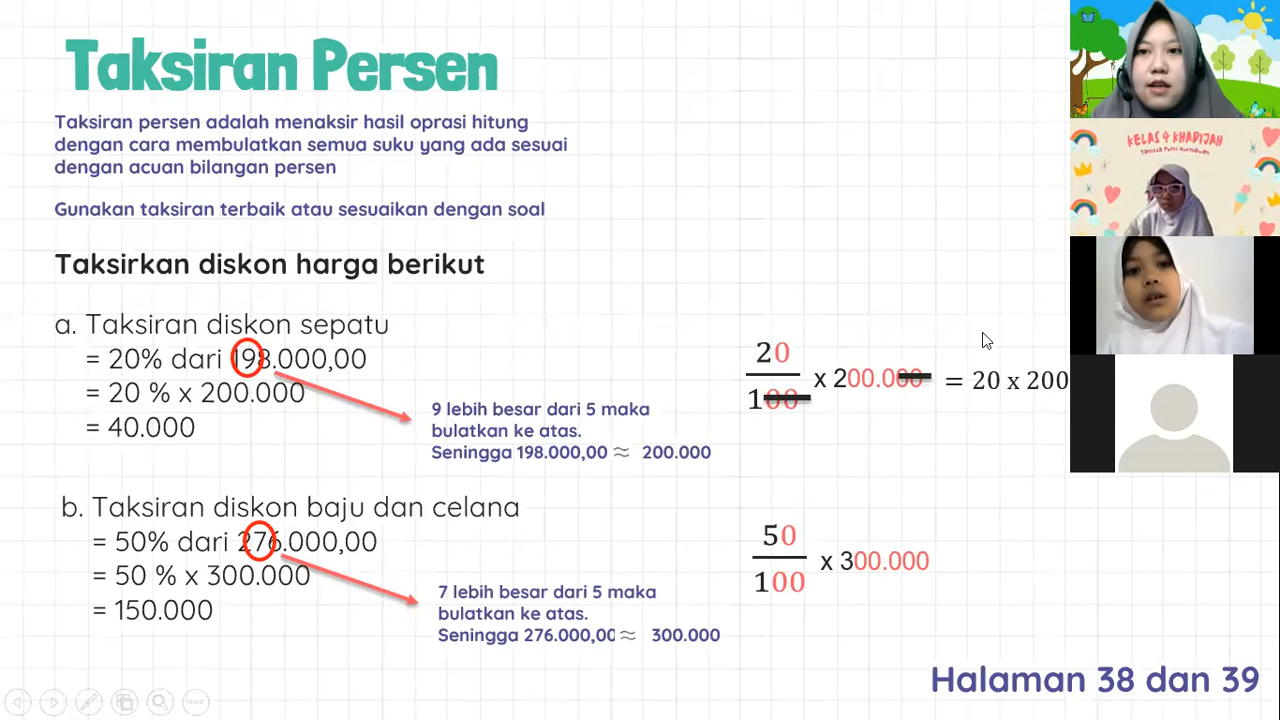 Taksiran Persen
Taksiran persen adalah menaksir hasil oprasi hitung
dengan cara membulatkan semua suku yang ada sesuai
dengan acuan bilangan persen
Gunakan taksiran terbaik atau sesuaikan dengan soal
Taksirkan diskon harga berikut
a. Taksiran diskon sepatu
= 20% dari 198.000,00
= 20 % x 200.000
= 40.000
9 lebih besar dari 5 maka
bulatkan ke atas.
Seningga 198.000,00 ≈ 200.000
20
100
x 200.000
= 20 x 200
b. Taksiran diskon baju dan celana
= 50% dari 276.000,00
= 50 % x 300.000
= 150.000
7 lebih besar dari 5 maka
bulatkan ke atas.
Seningga 276.000,00 ≈ 300.000
50
100
x 300.000
Halaman 38 dan 39
KELAS 4 KHADIJAH